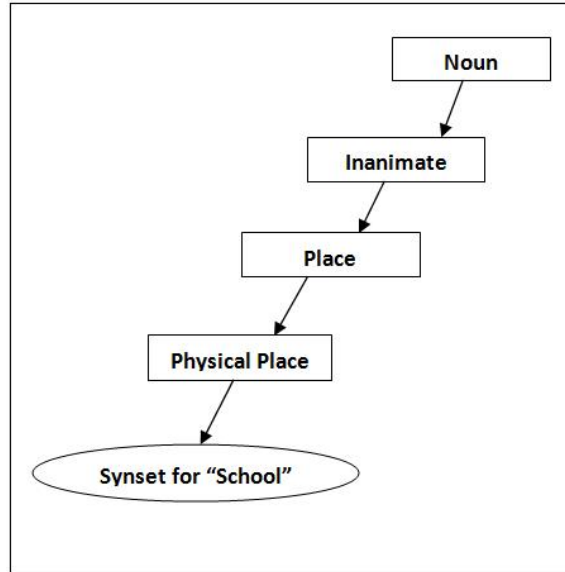 Noun
Inanimate
Place
Physical Place
Synset for “School”